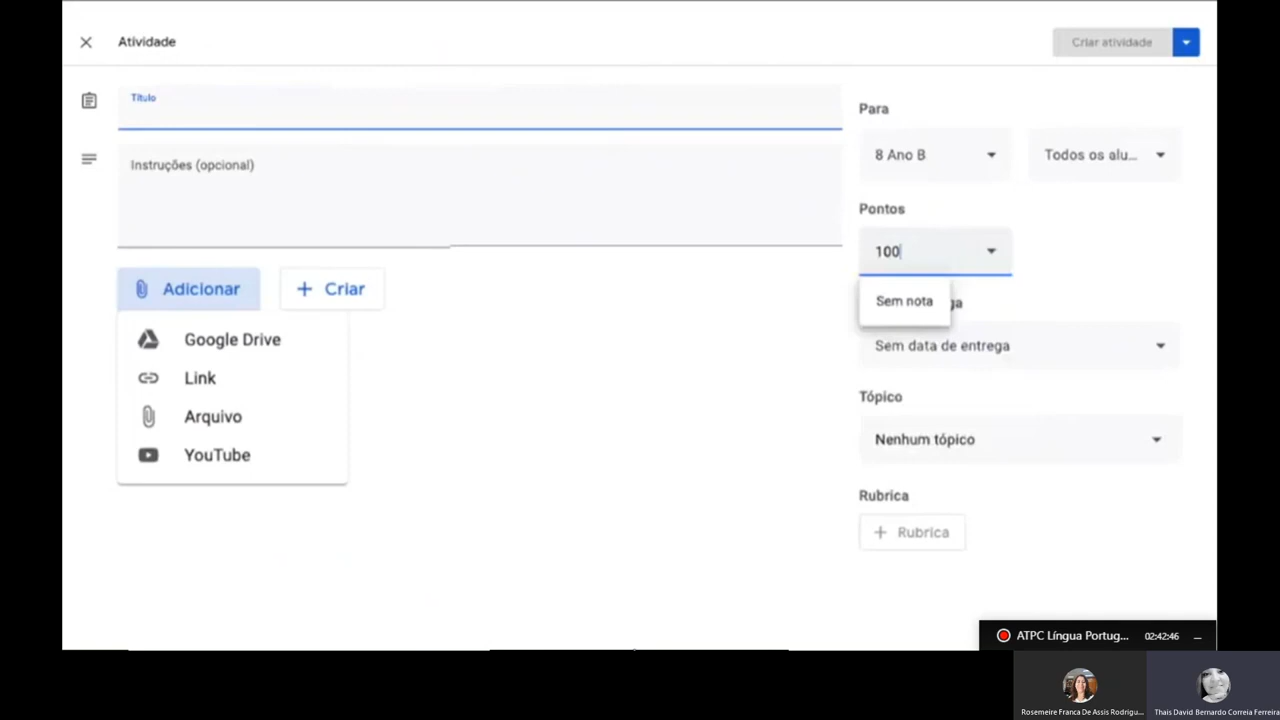 Atividade
Criar atividade
Título
Instruções (opcional)
Adicionar
Criar
Google Drive
Link
Arquivo
YouTube
Para
8 Ano B
Todos os alu...
Pontos
100
Sem nota
ga
Sem data de entrega
Tópico
Nenhum tópico
Rubrica
+ Rubrica
ATPC Língua Portug... 02:42:46
Rosemeire Franca De Assis Rodrigu...
Thais David Bernardo Correia Ferreira